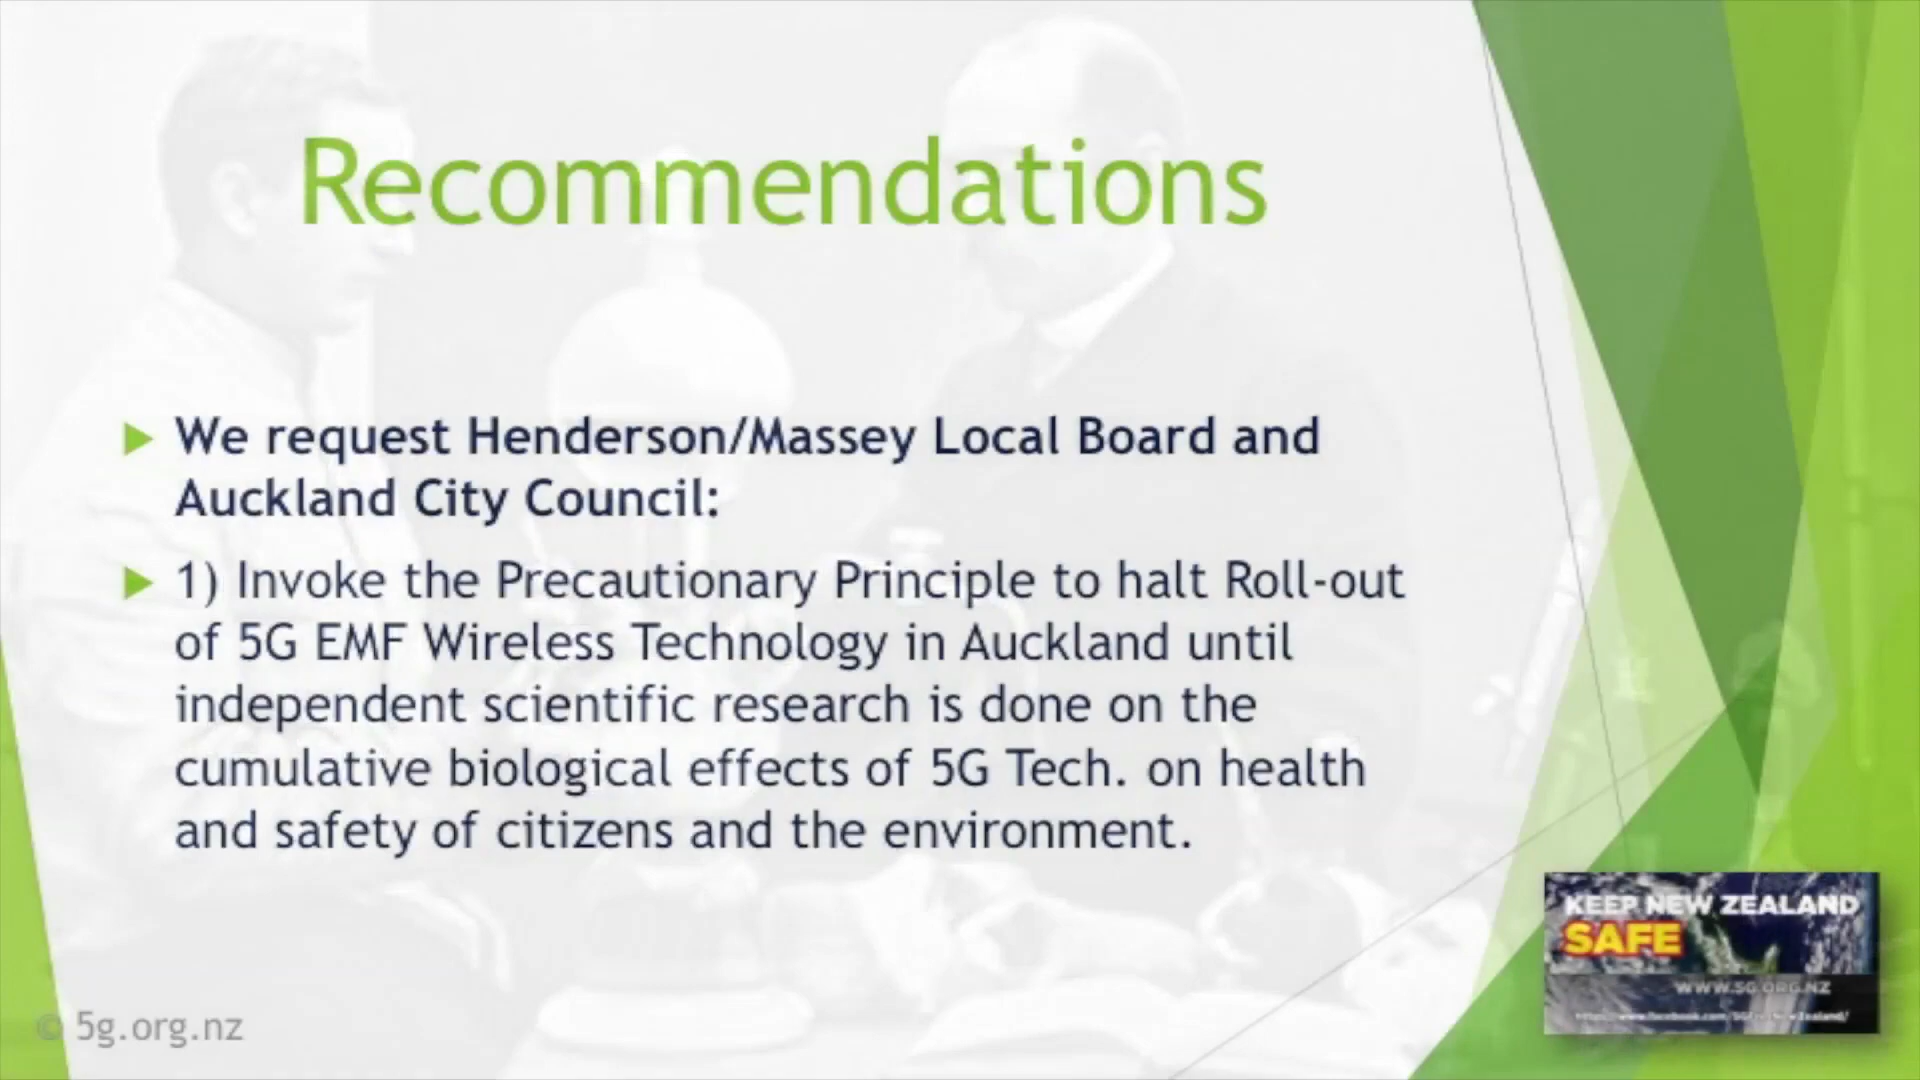 Recommendations
We request Henderson/Massey Local Board and
Auckland City Council:
1) Invoke the Precautionary Principle to halt Roll-out
of 5G EMF Wireless Technology in Auckland until
independent scientific research is done on the
cumulative biological effects of 5G Tech. on health
and safety of citizens and the environment.
KEEP NEW ZEALAND
SAFE
WWW.5G.ORG.NZ
© 5g.org.nz